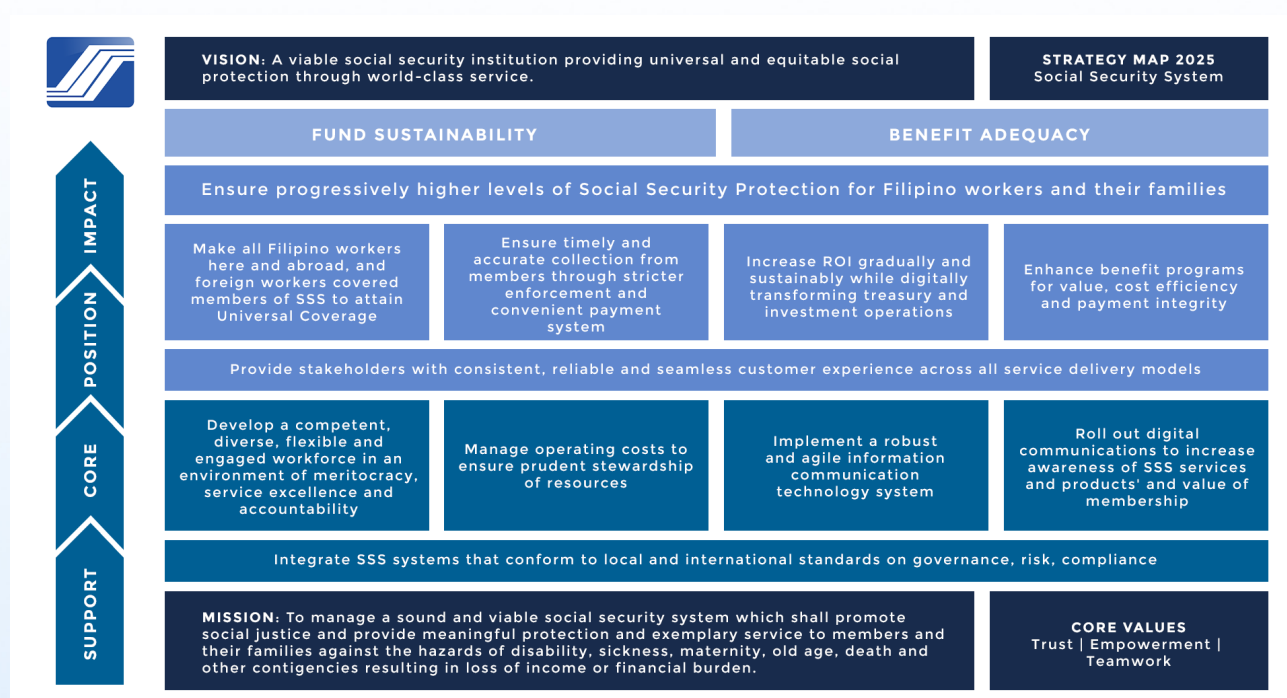 VISION: A viable social security institution providing universal and equitable social
protection through world-class service.
STRATEGY MAP 2025
Social Security System
FUND SUSTAINABILITY
BENEFIT ADEQUACY
IMPACT
Ensure progressively higher levels of Social Security Protection for Filipino workers and their families
Make all Filipino workers
here and abroad, and
foreign workers covered
members of SSS to attain
Universal Coverage
Ensure timely and
accurate collection from
members through stricter
enforcement and
convenient payment
system
Increase ROI gradually and
sustainably while digitally
transforming treasury and
investment operations
Enhance benefit programs
for value, cost efficiency
and payment integrity
POSITION
Provide stakeholders with consistent, reliable and seamless customer experience across all service delivery models
CORE
Develop a competent,
diverse, flexible and
engaged workforce in an
environment of meritocracy,
service excellence and
accountability
Manage operating costs to
ensure prudent stewardship
of resources
Implement a robust
and agile information
communication
technology system
Roll out digital
communications to increase
awareness of SSS services
and products' and value of
membership
SUPPORT
Integrate SSS systems that conform to local and international standards on governance, risk, compliance
MISSION: To manage a sound and viable social security system which shall promote
social justice and provide meaningful protection and exemplary service to members and
their families against the hazards of disability, sickness, maternity, old age, death and
other contigencies resulting in loss of income or financial burden.
CORE VALUES
Trust | Empowerment |
Teamwork